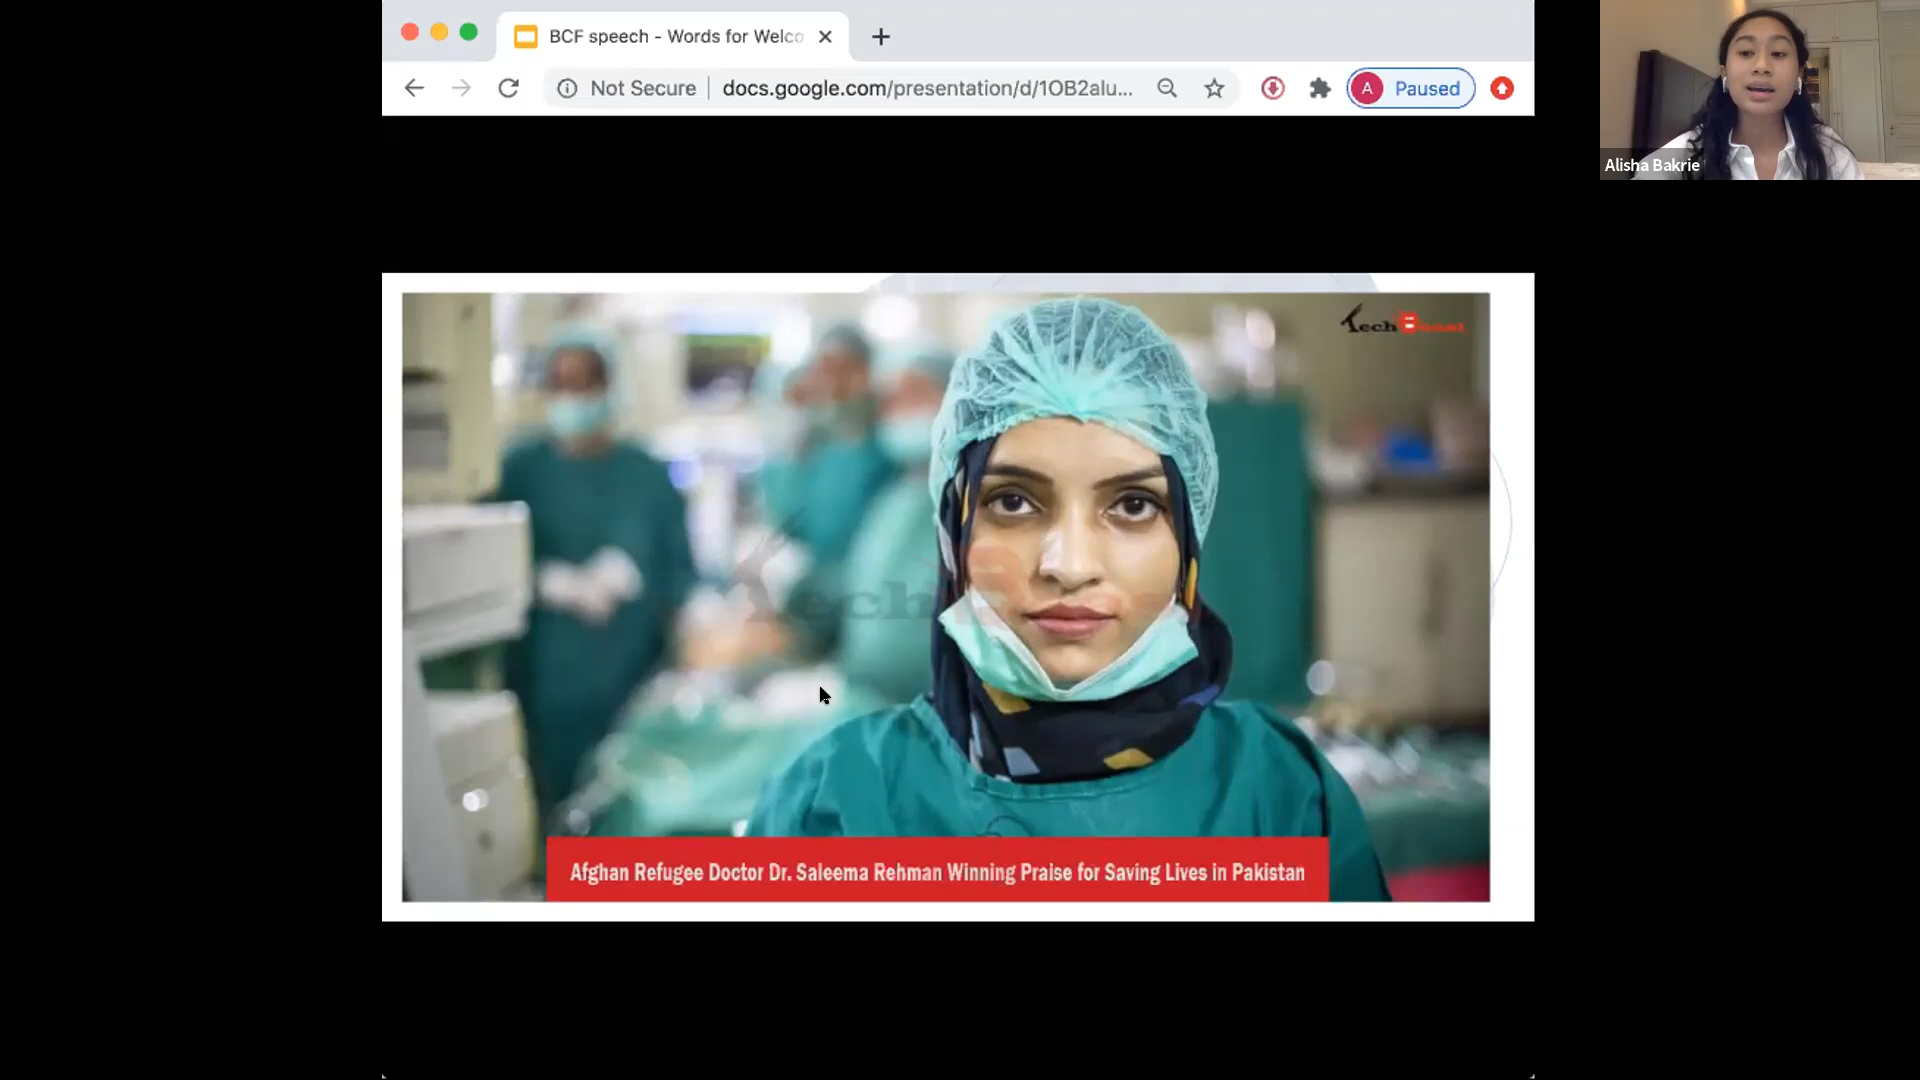 BCF speech - Words for Welco
Not Secure
docs.google.com/presentation/d/1OB2alu...
A
Paused
Alisha Bakrie
TechBeast
Afghan Refugee Doctor Dr. Saleema Rehman Winning Praise for Saving Lives in Pakistan